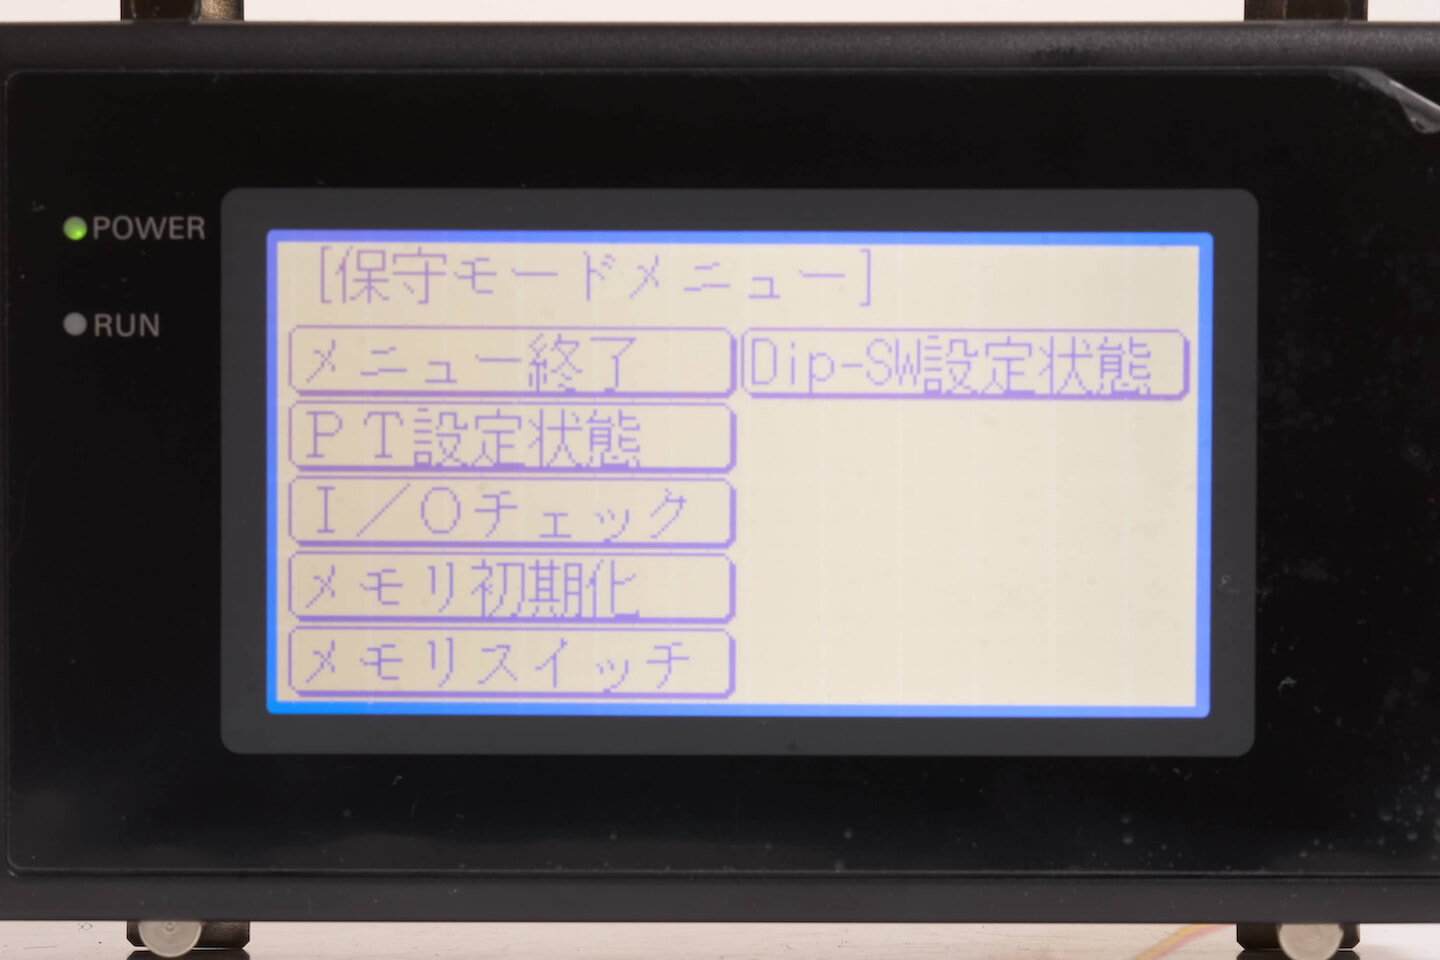 POWER
RUN
[保守モードメニュー]
メニュー終了
Dip-SW設定状態
PT設定状態
I/Oチェック
メモリ初期化
メモリスイッチ